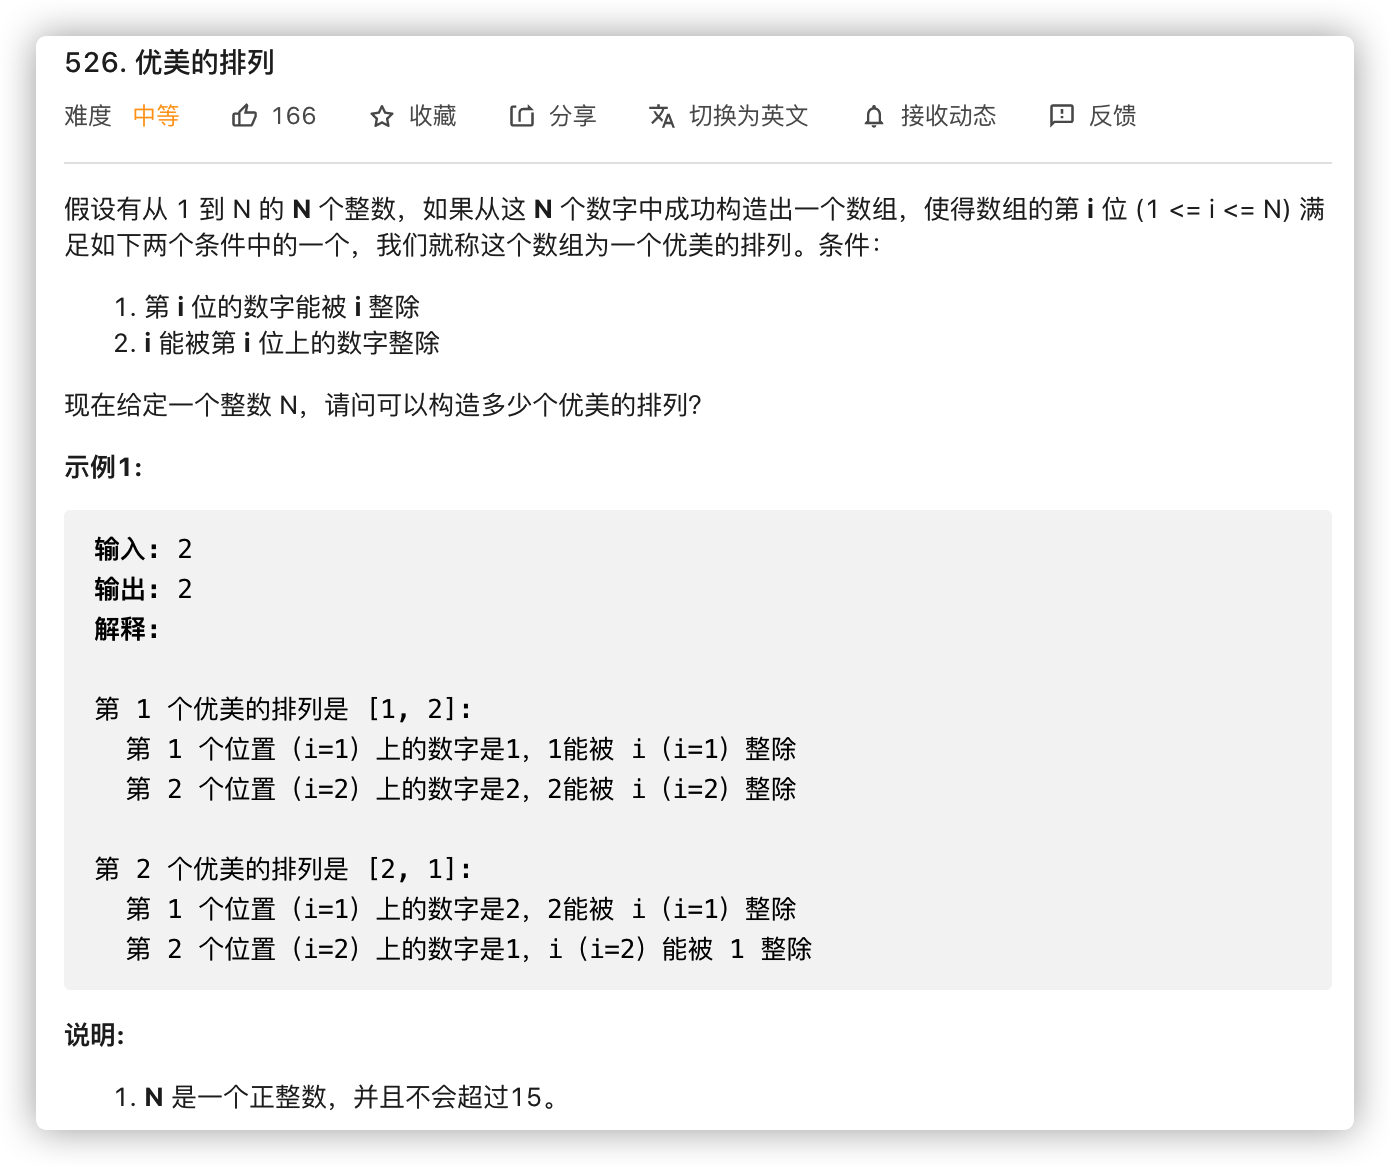 526. 优美的排列
难度 中等 166 收藏 分享 切换为英文 接收动态 反馈
假设有从 1 到 N 的 N 个整数，如果从这 N 个数字中成功构造出一个数组，使得数组的第 i 位 (1 <= i <= N) 满
足如下两个条件中的一个，我们就称这个数组为一个优美的排列。条件：
1. 第 i 位的数字能被 i 整除
2. i 能被第 i 位上的数字整除
现在给定一个整数 N，请问可以构造多少个优美的排列？
示例1:
输入: 2
输出: 2
解释:
第 1 个优美的排列是 [1, 2]:
第 1 个位置（i=1）上的数字是1，1能被 i（i=1）整除
第 2 个位置（i=2）上的数字是2，2能被 i（i=2）整除
第 2 个优美的排列是 [2, 1]:
第 1 个位置（i=1）上的数字是2，2能被 i（i=1）整除
第 2 个位置（i=2）上的数字是1，i（i=2）能被 1 整除
说明:
1. N 是一个正整数，并且不会超过15。